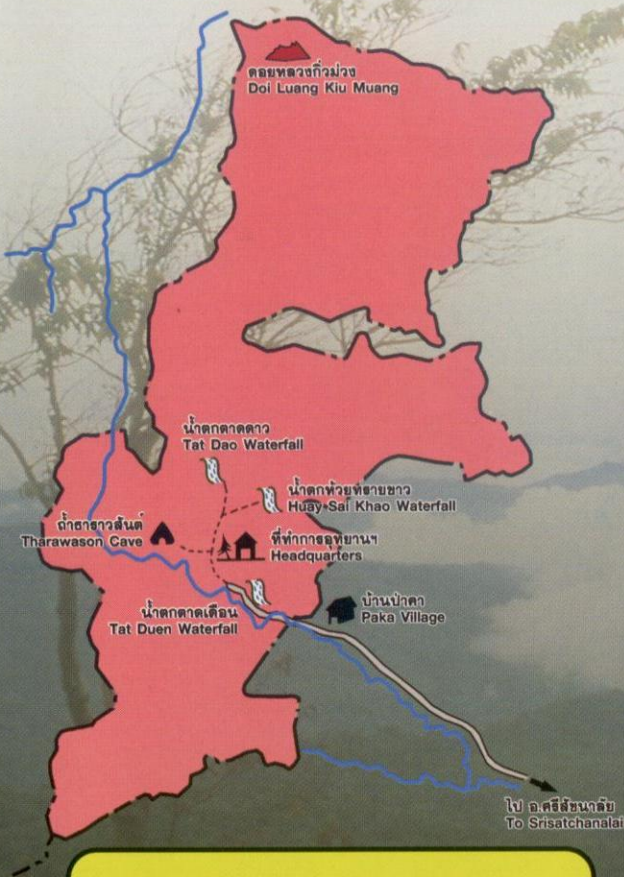 ดอยหลวงกิ่วม่วง
Doi Luang Kiu Muang
น้ำตกตาดดาว
Tat Dao Waterfall
น้ำตกห้วยทรายขาว
Huay Sai Khao Waterfall
ถ้ำธาราวสันต์
Tharawason Cave
ที่ทำการอุทยานฯ
Headquarters
น้ำตกตาดเดือน
Tat Duen Waterfall
บ้านป่าคา
Paka Village
ไป อ.ศรีสัชนาลัย
To Srisatchanalai